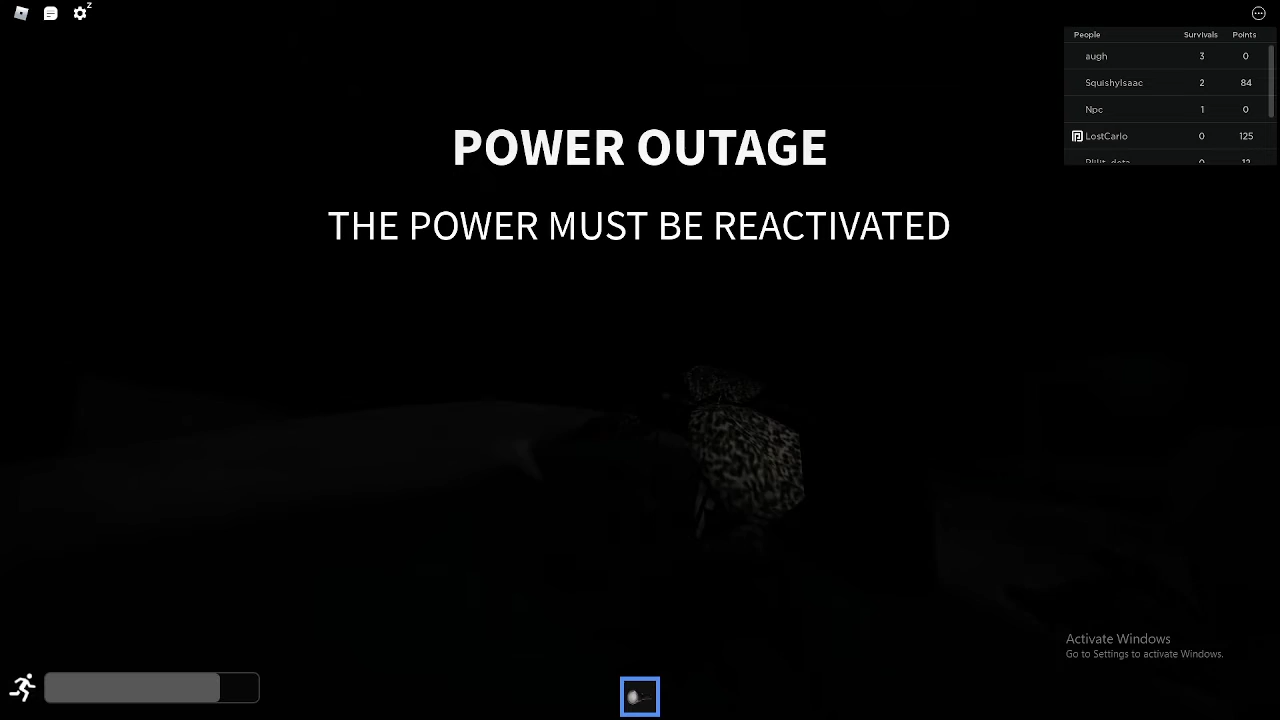 z
People Survivals Points
augh 3 0
SquishyIsaac 2 84
Npc 1 0
LostCarlo 0 125
POWER OUTAGE
THE POWER MUST BE REACTIVATED
Activate Windows
Go to Settings to activate Windows.